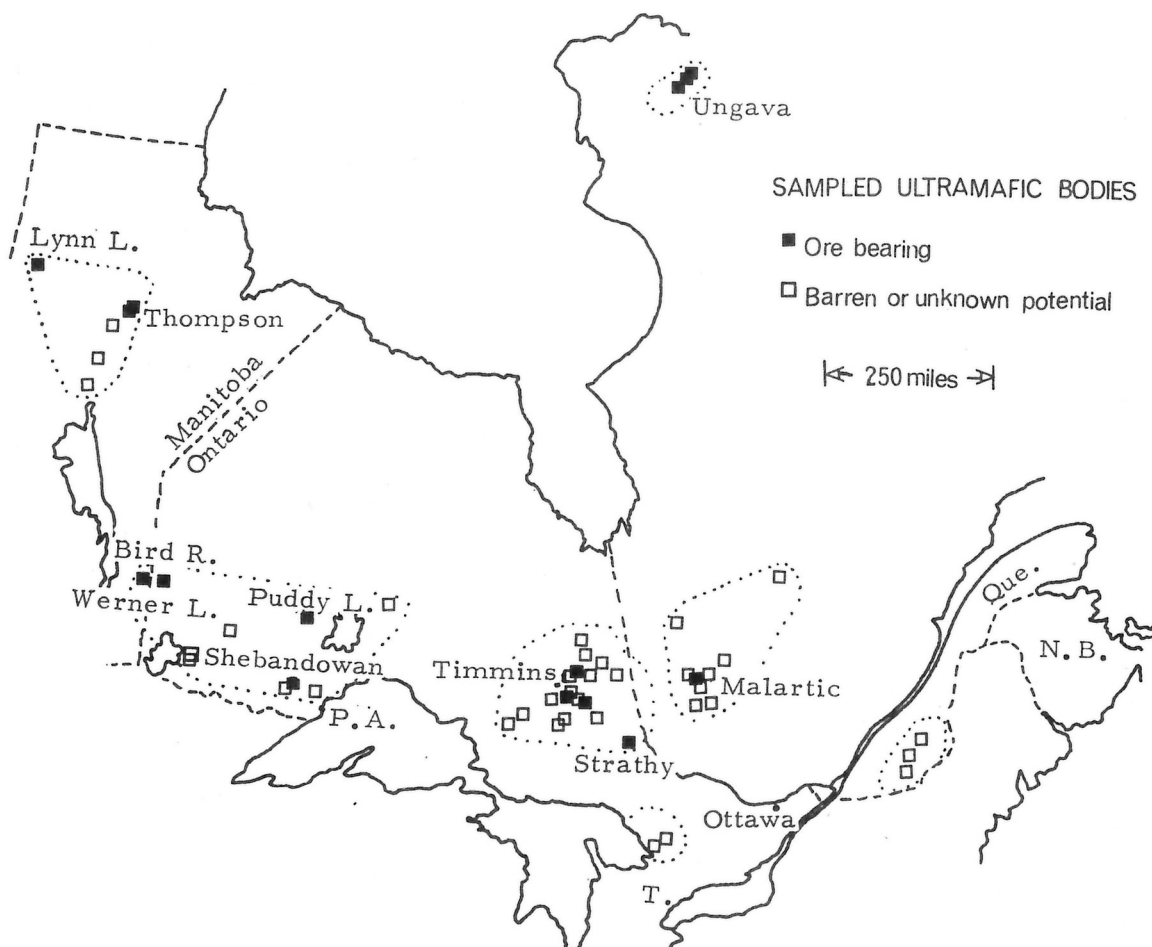 Ungava
SAMPLED ULTRAMAFIC BODIES
Ore bearing
Barren or unknown potential
250 miles
Lynn L.
Thompson
Manitoba
Ontario
Bird R.
Werner L.
Puddy L.
Shebandowan
P.A.
Timmins
Strathy
Malartic
Que.
N.B.
Ottawa
T.